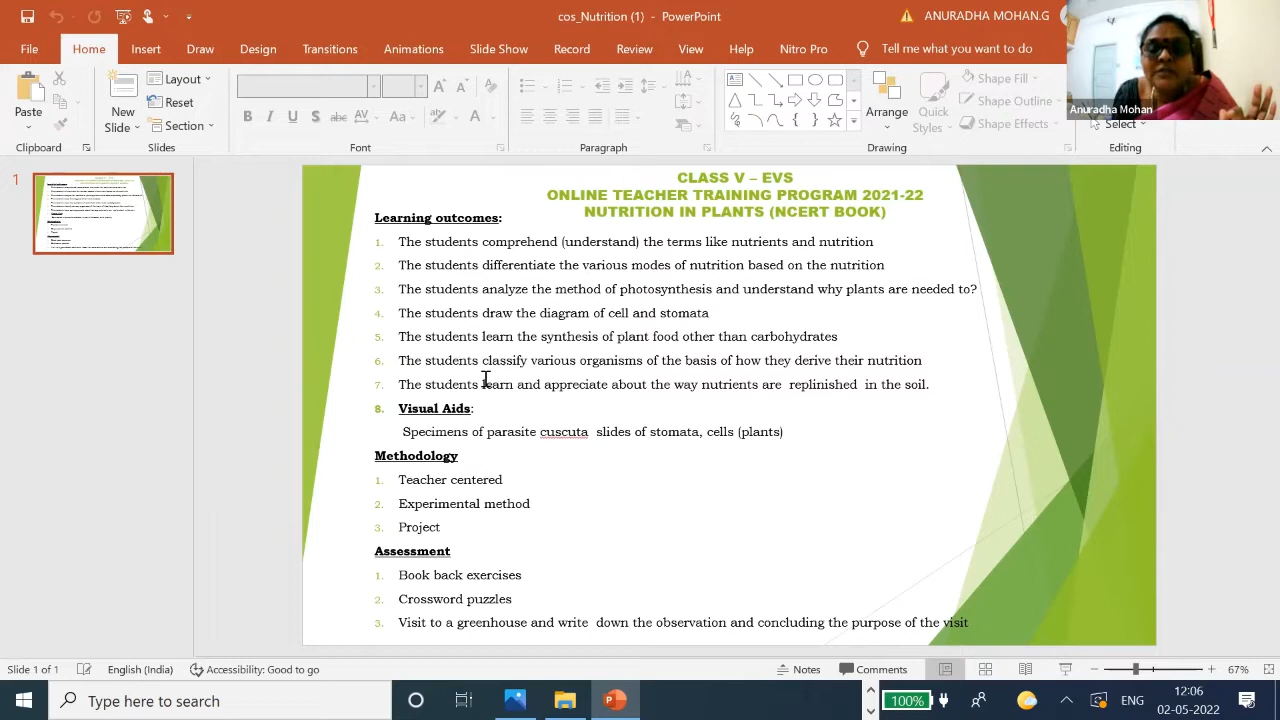 cos_Nutrition (1) - PowerPoint
ANURADHA MOHAN.G
File Home Insert Draw Design Transitions Animations Slide Show Record Review View Help Nitro Pro Tell me what you want to do
Paste
Clipboard
New Slide
Layout
Reset
Section
Slides
B I U S ab AV Aa A
Font
Paragraph
Arrange
Quick Styles
Shape Fill
Shape Outline
Shape Effects
Drawing
Select
Editing
Anuradha Mohan
1
CLASS V – EVS
ONLINE TEACHER TRAINING PROGRAM 2021-22
NUTRITION IN PLANTS (NCERT BOOK)
Learning outcomes:
1. The students comprehend (understand) the terms like nutrients and nutrition
2. The students differentiate the various modes of nutrition based on the nutrition
3. The students analyze the method of photosynthesis and understand why plants are needed to?
4. The students draw the diagram of cell and stomata
5. The students learn the synthesis of plant food other than carbohydrates
6. The students classify various organisms of the basis of how they derive their nutrition
7. The students learn and appreciate about the way nutrients are replinished in the soil.
8. Visual Aids:
Specimens of parasite cuscuta slides of stomata, cells (plants)
Methodology
1. Teacher centered
2. Experimental method
3. Project
Assessment
1. Book back exercises
2. Crossword puzzles
3. Visit to a greenhouse and write down the observation and concluding the purpose of the visit
Slide 1 of 1 English (India) Accessibility: Good to go Notes Comments 67%
Type here to search
100%
ENG
12:06
02-05-2022